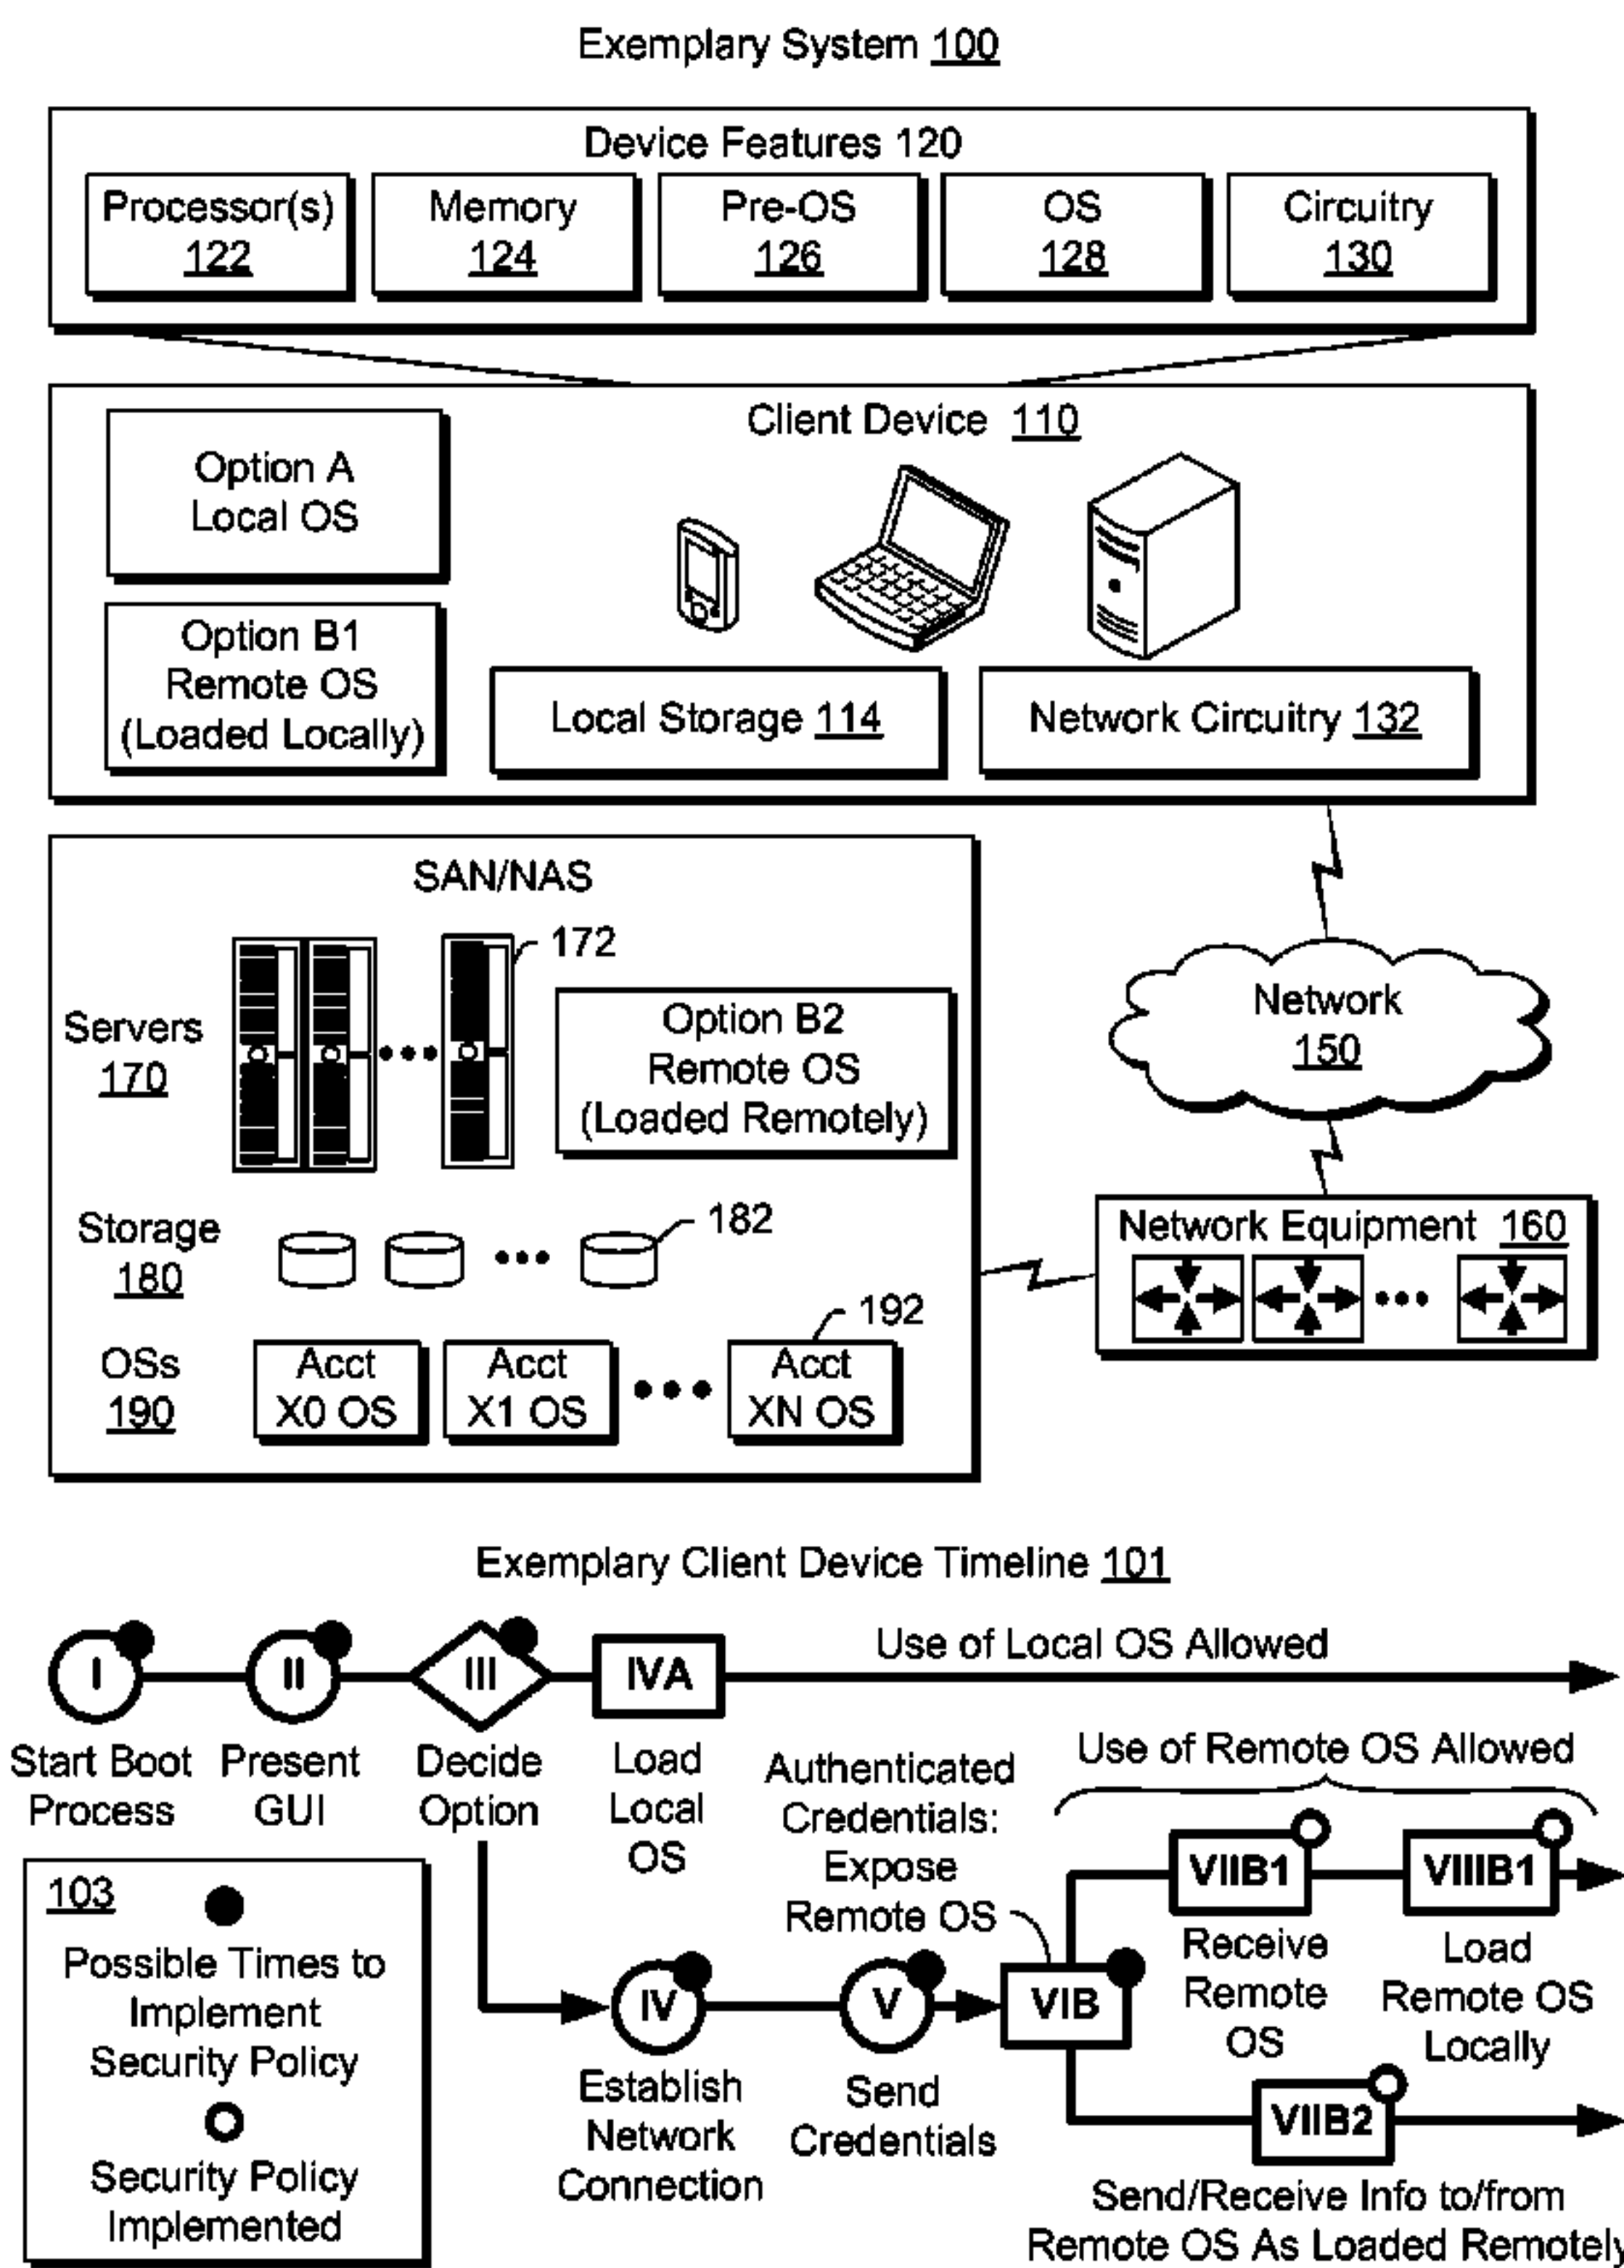 Exemplary System 100
Device Features 120
Processor(s)
122
Memory
124
Pre-OS
126
OS
128
Circuitry
130
Client Device 110
Option A
Local OS
Option B1
Remote OS
(Loaded Locally)
Local Storage 114
Network Circuitry 132
SAN/NAS
172
Servers
170
Option B2
Remote OS
(Loaded Remotely)
Network
150
Storage
180
182
Network Equipment 160
192
OSs
190
Acct
X0 OS
Acct
X1 OS
Acct
XN OS
Exemplary Client Device Timeline 101
I
II
III
IVA
Use of Local OS Allowed
Start Boot
Process
Present
GUI
Decide
Option
Load
Local
OS
Authenticated
Credentials:
Expose
Remote OS
Use of Remote OS Allowed
VIIB1
VIIIB1
Receive
Remote
OS
Load
Remote OS
Locally
103
Possible Times to
Implement
Security Policy
Security Policy
Implemented
IV
V
VIB
Establish
Network
Connection
Send
Credentials
VIIB2
Send/Receive Info to/from
Remote OS As Loaded Remotely